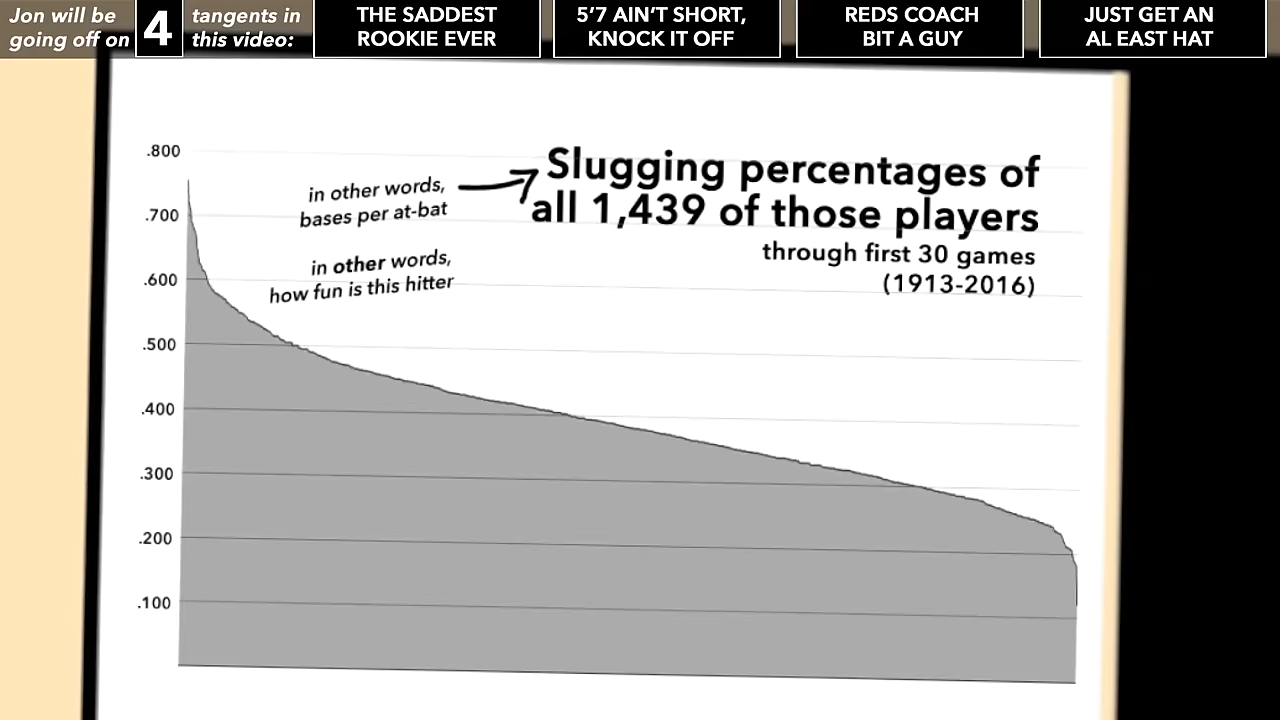 Jon will be
going off on
4
tangents in
this video:
THE SADDEST
ROOKIE EVER
5'7 AIN'T SHORT,
KNOCK IT OFF
REDS COACH
BIT A GUY
JUST GET AN
AL EAST HAT
Slugging percentages of
all 1,439 of those players
through first 30 games
(1913-2016)
in other words,
bases per at-bat
in other words,
how fun is this hitter
.800
.700
.600
.500
.400
.300
.200
.100